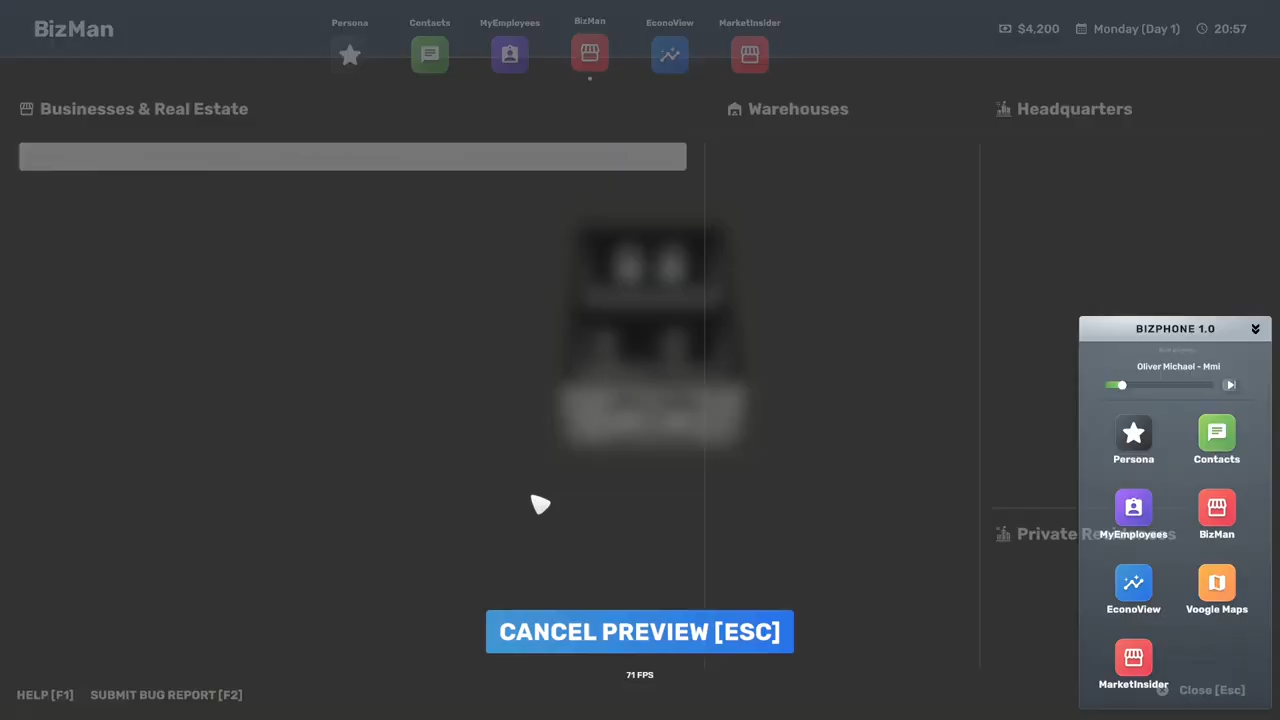 BizMan
Persona
Contacts
MyEmployees
BizMan
EconoView
MarketInsider
$4,200
Monday (Day 1)
20:57
Businesses & Real Estate
Warehouses
Headquarters
BIZPHONE 1.0
Oliver Michael - Mmi
Persona
Contacts
MyEmployees
BizMan
EconoView
Voogle Maps
MarketInsider
Close [Esc]
Private
CANCEL PREVIEW [ESC]
71 FPS
HELP [F1]
SUBMIT BUG REPORT [F2]